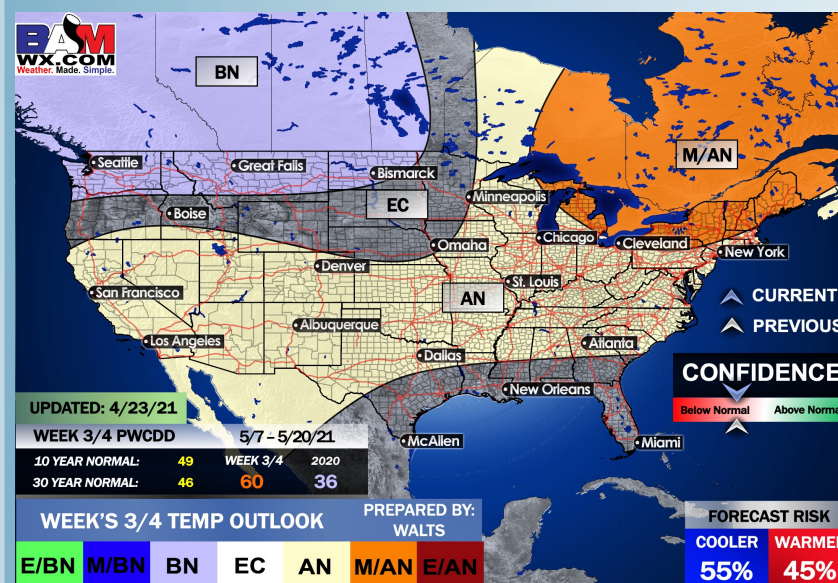 BAM
WX.COM
Weather. Made. Simple.
BN
M/AN
Seattle
Great Falls
Bismarck
EC
Minneapolis
Boise
Omaha
Chicago
Cleveland
New York
Denver
San Francisco
AN
St. Louis
CURRENT
PREVIOUS
Albuquerque
Los Angeles
Atlanta
Dallas
CONFIDENCE
New Orleans
Below Normal
Above Norma
McAllen
Miami
UPDATED: 4/23/21
WEEK 3/4 PWCDD 5/7 – 5/20/21
10 YEAR NORMAL: 49 WEEK 3/4 2020
30 YEAR NORMAL: 46 60 36
WEEK'S 3/4 TEMP OUTLOOK
PREPARED BY:
WALTS
E/BN M/BN BN EC AN M/AN E/AN
FORECAST RISK
COOLER WARMER
55% 45%